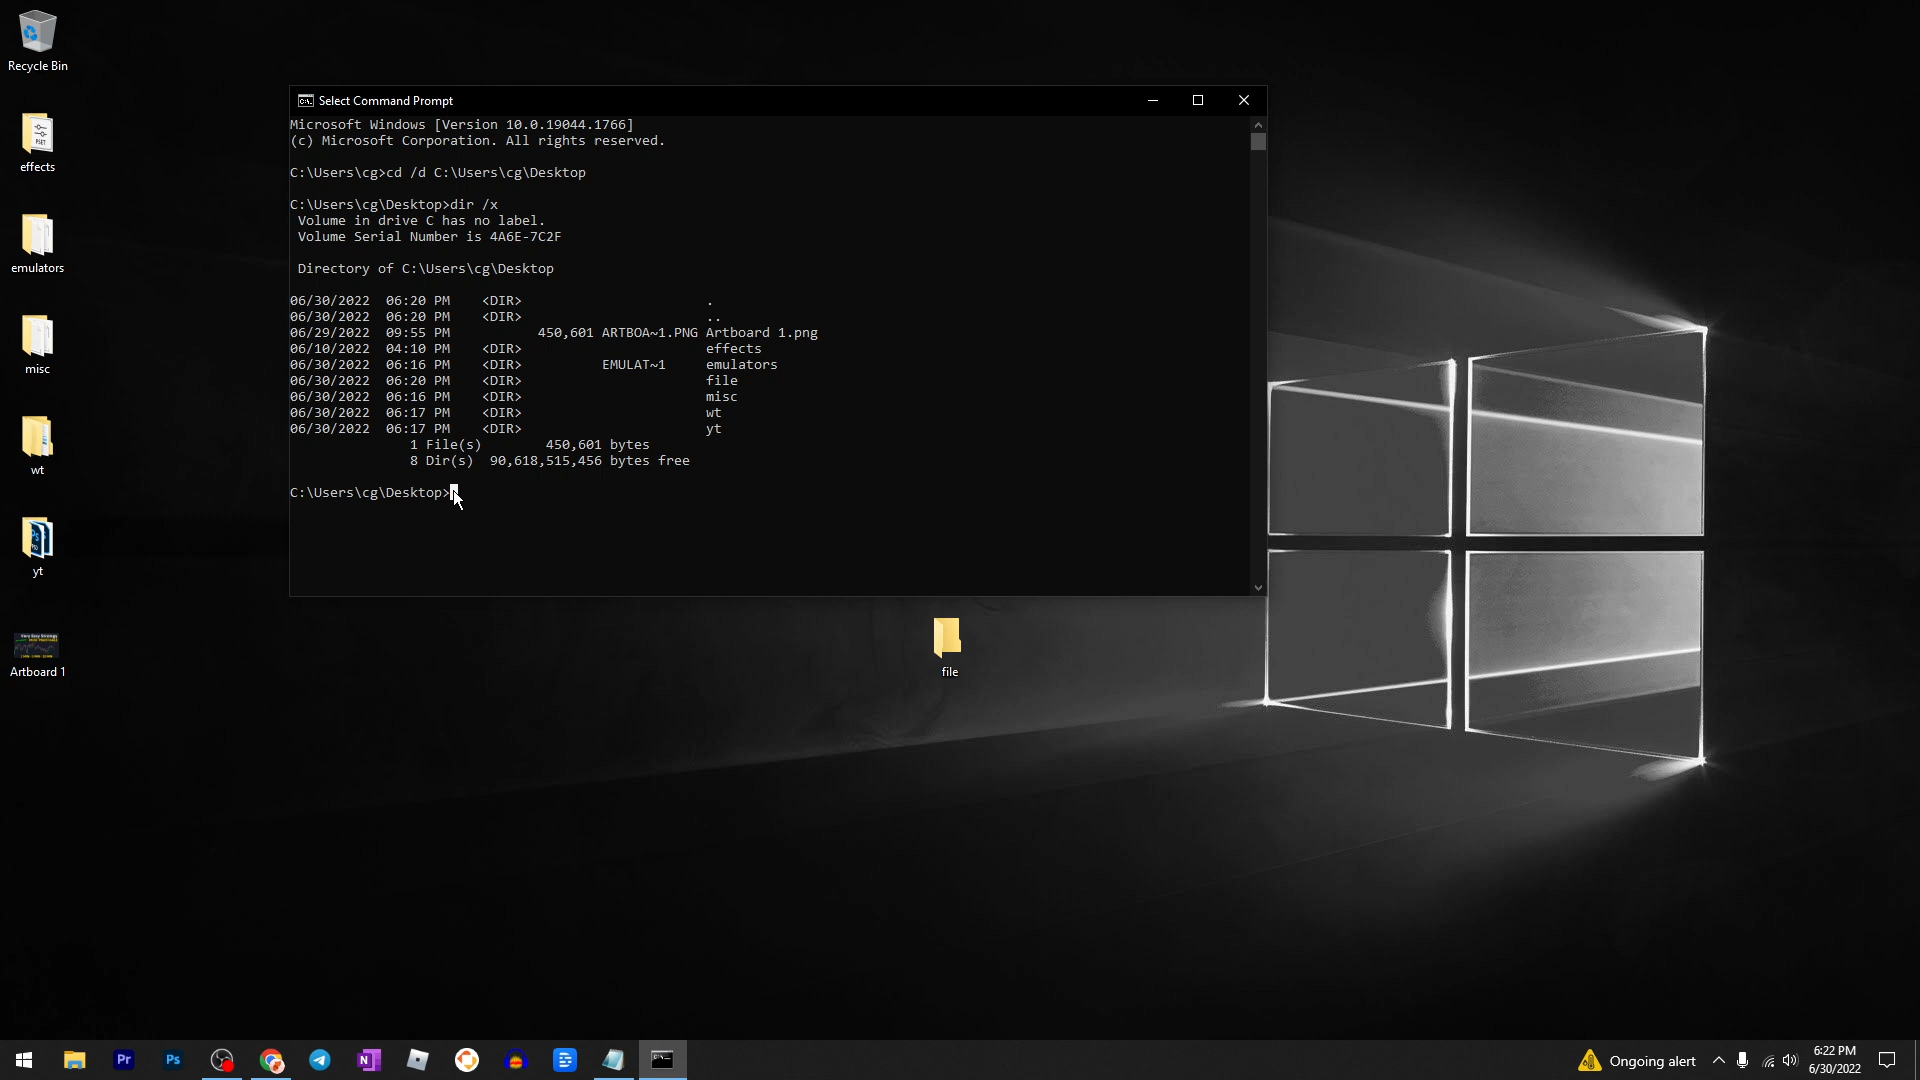 Recycle Bin
effects
emulators
misc
wt
yt
Artboard 1
Select Command Prompt
Microsoft Windows [Version 10.0.19044.1766]
(c) Microsoft Corporation. All rights reserved.
C:\Users\cg>cd /d C:\Users\cg\Desktop
C:\Users\cg\Desktop>dir /x
Volume in drive C has no label.
Volume Serial Number is 4A6E-7C2F
Directory of C:\Users\cg\Desktop
06/30/2022  06:20 PM    <DIR>                       .
06/30/2022  06:20 PM    <DIR>                       ..
06/29/2022  09:55 PM           450,601 ARTBOA~1.PNG Artboard 1.png
06/10/2022  04:10 PM    <DIR>                       effects
06/30/2022  06:16 PM    <DIR>          EMULAT~1     emulators
06/30/2022  06:20 PM    <DIR>                       file
06/30/2022  06:16 PM    <DIR>                       misc
06/30/2022  06:17 PM    <DIR>                       wt
06/30/2022  06:17 PM    <DIR>                       yt
1 File(s)        450,601 bytes
8 Dir(s)  90,618,515,456 bytes free
C:\Users\cg\Desktop>
file
Pr
Ps
N
Ongoing alert
6:22 PM
6/30/2022